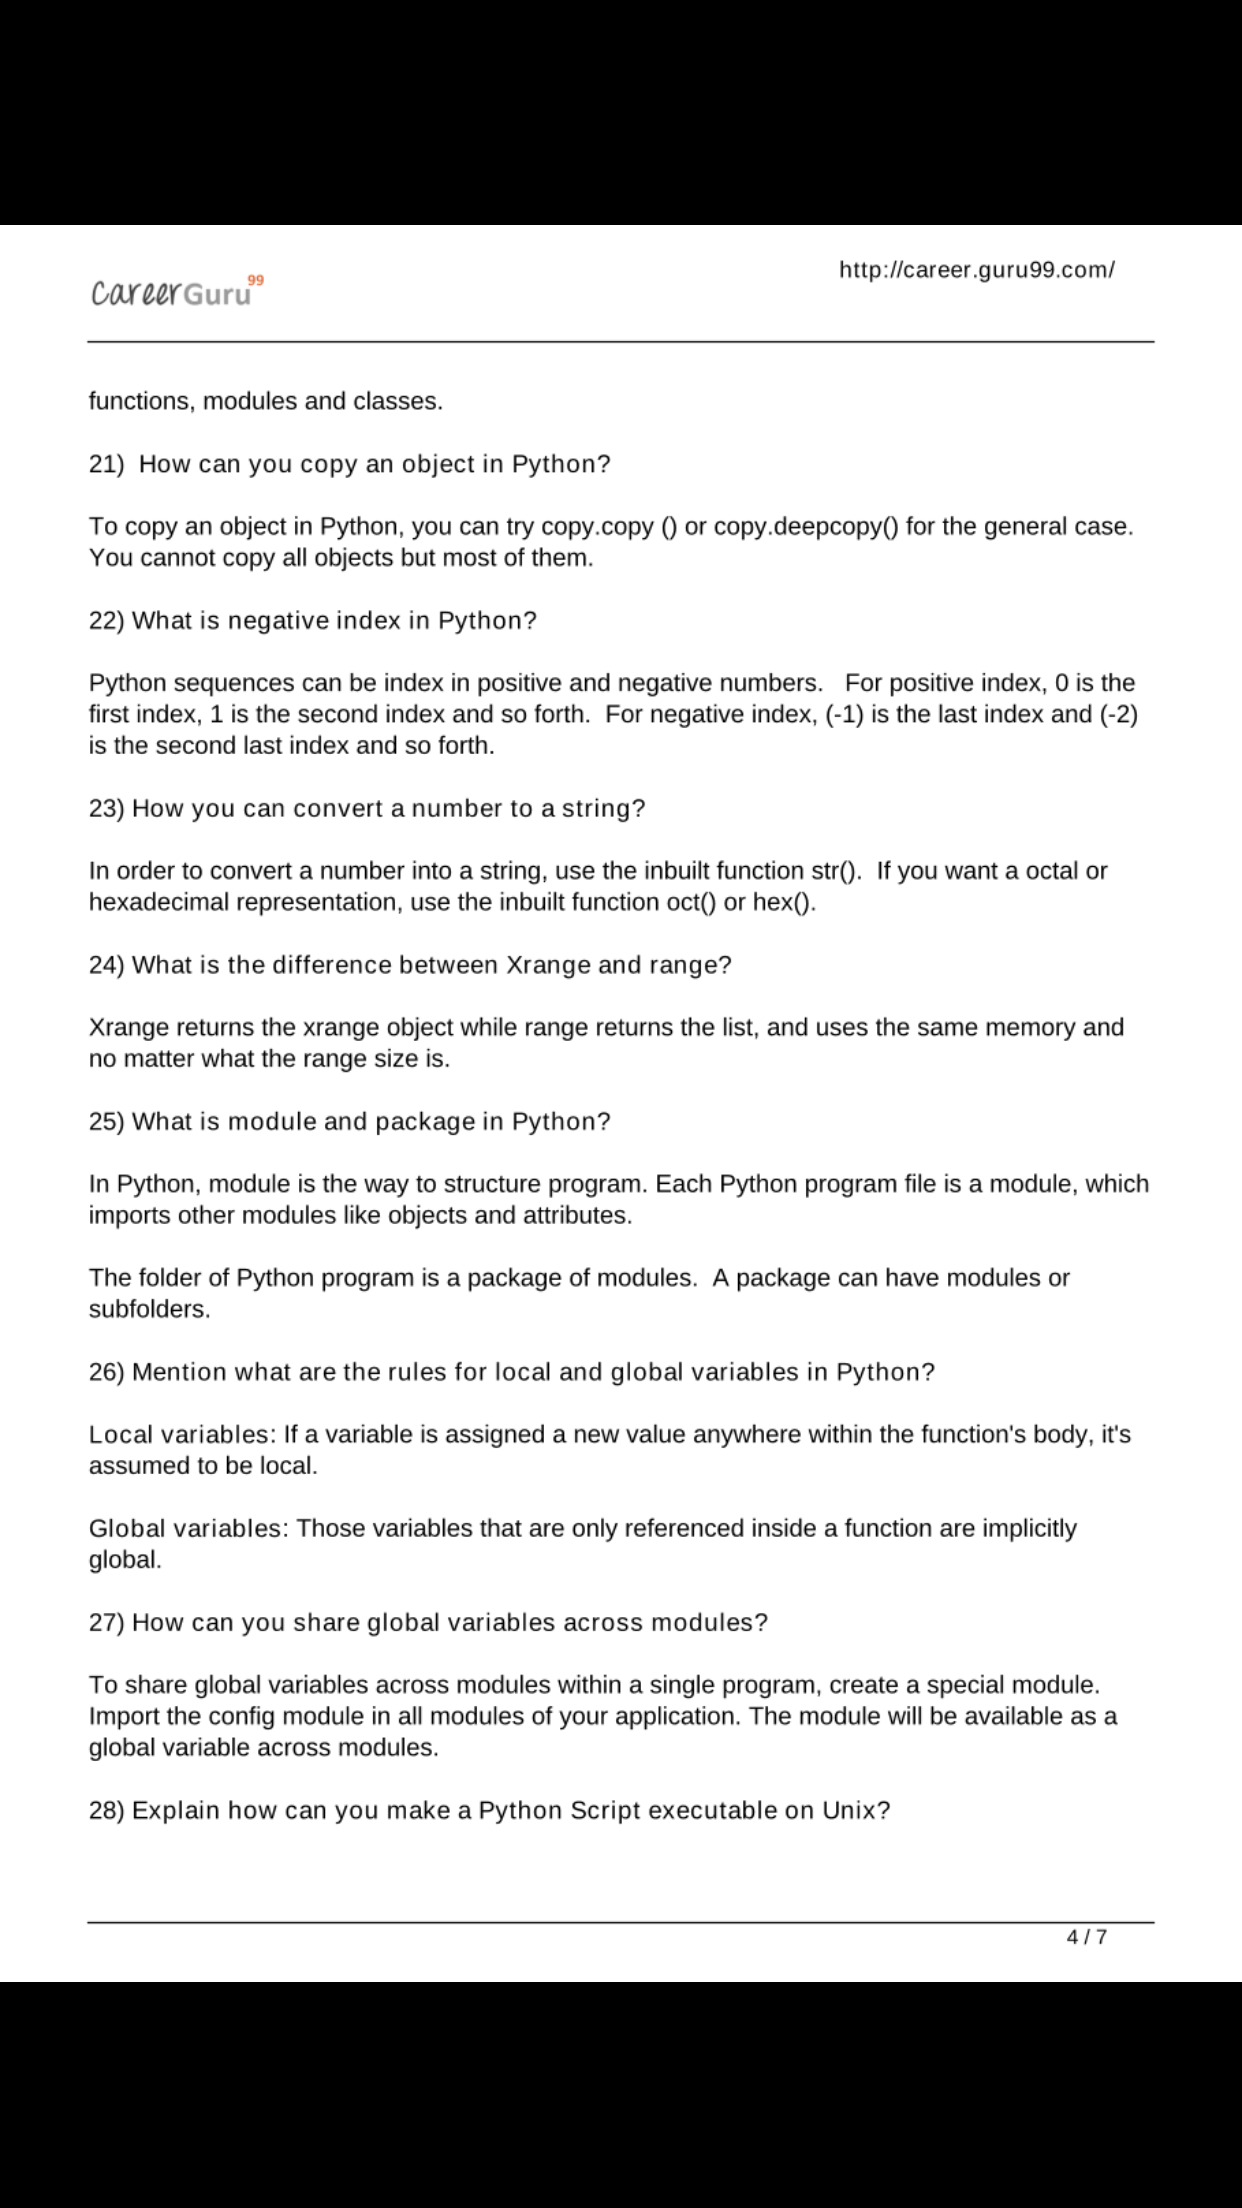 CareerGuru99
http://career.guru99.com/
functions, modules and classes.
21)  How can you copy an object in Python?
To copy an object in Python, you can try copy.copy () or copy.deepcopy() for the general case.
You cannot copy all objects but most of them.
22) What is negative index in Python?
Python sequences can be index in positive and negative numbers.   For positive index, 0 is the
first index, 1 is the second index and so forth.  For negative index, (-1) is the last index and (-2)
is the second last index and so forth.
23) How you can convert a number to a string?
In order to convert a number into a string, use the inbuilt function str().  If you want a octal or
hexadecimal representation, use the inbuilt function oct() or hex().
24) What is the difference between Xrange and range?
Xrange returns the xrange object while range returns the list, and uses the same memory and
no matter what the range size is.
25) What is module and package in Python?
In Python, module is the way to structure program. Each Python program file is a module, which
imports other modules like objects and attributes.
The folder of Python program is a package of modules.  A package can have modules or
subfolders.
26) Mention what are the rules for local and global variables in Python?
Local variables: If a variable is assigned a new value anywhere within the function's body, it's
assumed to be local.
Global variables: Those variables that are only referenced inside a function are implicitly
global.
27) How can you share global variables across modules?
To share global variables across modules within a single program, create a special module.
Import the config module in all modules of your application. The module will be available as a
global variable across modules.
28) Explain how can you make a Python Script executable on Unix?
4 / 7